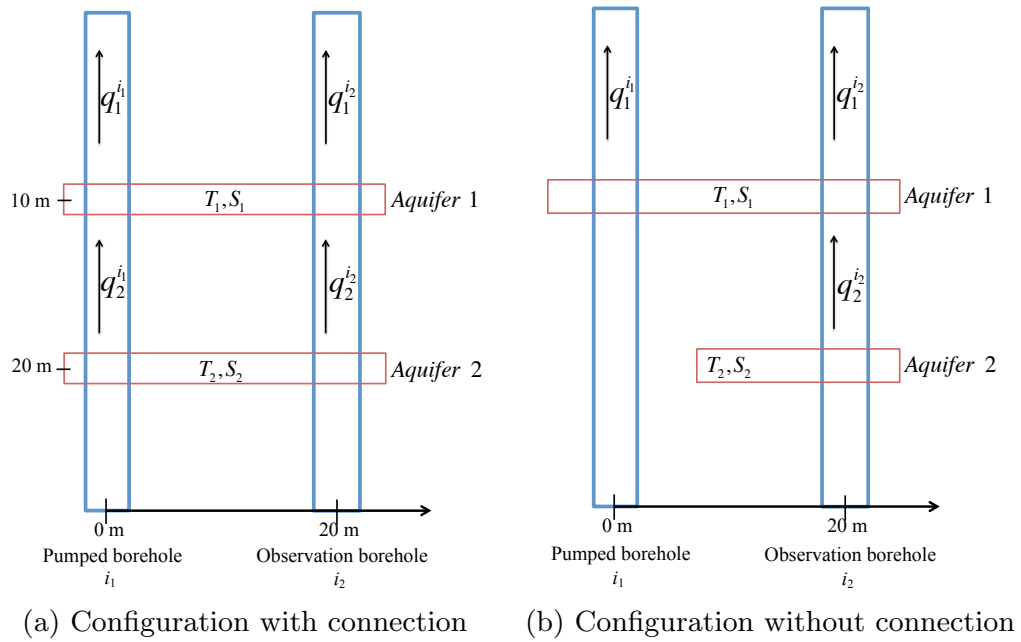 q_1^{i_1}
q_1^{i_2}
10 m
T_1, S_1
Aquifer 1
q_2^{i_1}
q_2^{i_2}
20 m
T_2, S_2
Aquifer 2
0 m
20 m
Pumped borehole
i_1
Observation borehole
i_2
(a) Configuration with connection
q_1^{i_1}
q_1^{i_2}
T_1, S_1
Aquifer 1
q_2^{i_2}
T_2, S_2
Aquifer 2
0 m
20 m
Pumped borehole
i_1
Observation borehole
i_2
(b) Configuration without connection